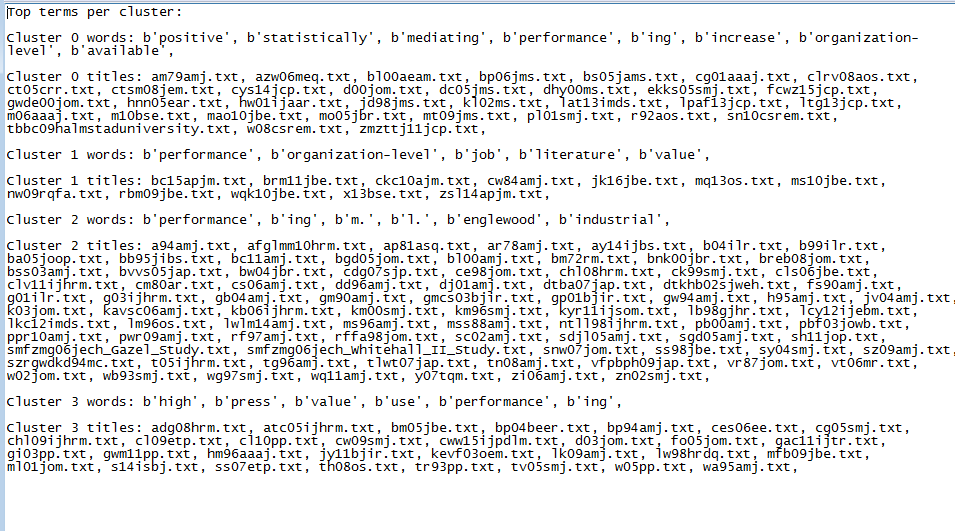 Top terms per cluster:
Cluster 0 words: b'positive', b'statistically', b'mediating', b'performance', b'ing', b'increase', b'organization-
level', b'available',
Cluster 0 titles: am79amj.txt, azw06meq.txt, bl00aeam.txt, bp06jms.txt, bs05jams.txt, cg01aaaj.txt, clrv08aos.txt,
ct05crr.txt, ctsm08jem.txt, cys14jcp.txt, d00jom.txt, dc05jms.txt, dhy00ms.txt, ekks05smj.txt, fcwz15jcp.txt,
gwde00jom.txt, hnn05ear.txt, hw01ijaar.txt, jd98jms.txt, kl02ms.txt, lat13imds.txt, lpaf13jcp.txt, ltg13jcp.txt,
m06aaaj.txt, m10bse.txt, mao10jbe.txt, mo05jbr.txt, mt09jms.txt, pl01smj.txt, r92aos.txt, sn10csrem.txt,
tbbc09halmstaduniversity.txt, w08csrem.txt, zmzttj11jcp.txt,
Cluster 1 words: b'performance', b'organization-level', b'job', b'literature', b'value',
Cluster 1 titles: bc15apjm.txt, brm11jbe.txt, ckc10ajm.txt, cw84amj.txt, jk16jbe.txt, mq13os.txt, ms10jbe.txt,
nw09rqfa.txt, rbm09jbe.txt, wqk10jbe.txt, x13bse.txt, zsl14apjm.txt,
Cluster 2 words: b'performance', b'ing', b'm.', b'l.', b'englewood', b'industrial',
Cluster 2 titles: a94amj.txt, afglmm10hrm.txt, ap81asq.txt, ar78amj.txt, ay14ijbs.txt, b04ilr.txt, b99ilr.txt,
ba05joop.txt, bb95jibs.txt, bc11amj.txt, bgd05jom.txt, bl00amj.txt, bm72rm.txt, bnk00jbr.txt, breb08jom.txt,
bss03amj.txt, bvvs05jap.txt, bw04jbr.txt, cdg07sjp.txt, ce98jom.txt, chl08hrm.txt, ck99smj.txt, cls06jbe.txt,
clv11ijhrm.txt, cm80ar.txt, cs06amj.txt, dd96amj.txt, dj01amj.txt, dtba07jap.txt, dtkhb02sjweh.txt, fs90amj.txt,
g01ilr.txt, g03ijhrm.txt, gb04amj.txt, gm90amj.txt, gmcs03bjir.txt, gp01bjir.txt, gw94amj.txt, h95amj.txt, jv04amj.txt,
k03jom.txt, kavsc06amj.txt, kb06ijhrm.txt, km00smj.txt, km96smj.txt, kyr11ijsom.txt, lb98gjhr.txt, lcy12ijebm.txt,
lkc12imds.txt, lm96os.txt, lwlm14amj.txt, ms96amj.txt, mss88amj.txt, ntll98ijhrm.txt, pb00amj.txt, pbf03jowb.txt,
ppr10amj.txt, pwr09amj.txt, rf97amj.txt, rffa98jom.txt, sc02amj.txt, sdjl05amj.txt, sgd05amj.txt, sh11jop.txt,
smfzmg06jech_Gazel_Study.txt, smfzmg06jech_Whitehall_II_Study.txt, snw07jom.txt, ss98jbe.txt, sy04smj.txt, sz09amj.txt,
szrgwdkd94mc.txt, t05ijhrm.txt, tg96amj.txt, tlwt07jap.txt, tn08amj.txt, vfpbph09jap.txt, vr87jom.txt, vt06mr.txt,
w02jom.txt, wb93smj.txt, wg97smj.txt, wq11amj.txt, y07tqm.txt, zi06amj.txt, zn02smj.txt,
Cluster 3 words: b'high', b'press', b'value', b'use', b'performance', b'ing',
Cluster 3 titles: adg08hrm.txt, atc05ijhrm.txt, bm05jbe.txt, bp04beer.txt, bp94amj.txt, ces06ee.txt, cg05smj.txt,
chl09ijhrm.txt, cl09etp.txt, cl10pp.txt, cw09smj.txt, cww15ijpdlm.txt, d03jom.txt, fo05jom.txt, gac11ijtr.txt,
gi03pp.txt, gwm11pp.txt, hm96aaaj.txt, jy11bjir.txt, kevf03oem.txt, lk09amj.txt, lw98hrdq.txt, mfb09jbe.txt,
ml01jom.txt, s14isbj.txt, ss07etp.txt, th08os.txt, tr93pp.txt, tv05smj.txt, w05pp.txt, wa95amj.txt,